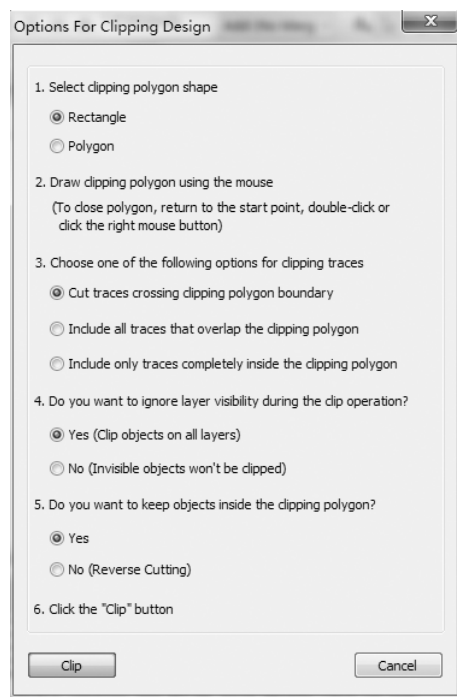 Options For Clipping Design
X
1. Select clipping polygon shape
Rectangle
Polygon
2. Draw clipping polygon using the mouse
(To close polygon, return to the start point, double-click or
click the right mouse button)
3. Choose one of the following options for clipping traces
Cut traces crossing clipping polygon boundary
Include all traces that overlap the clipping polygon
Include only traces completely inside the clipping polygon
4. Do you want to ignore layer visibility during the clip operation?
Yes (Clip objects on all layers)
No (Invisible objects won't be clipped)
5. Do you want to keep objects inside the clipping polygon?
Yes
No (Reverse Cutting)
6. Click the "Clip" button
Clip
Cancel